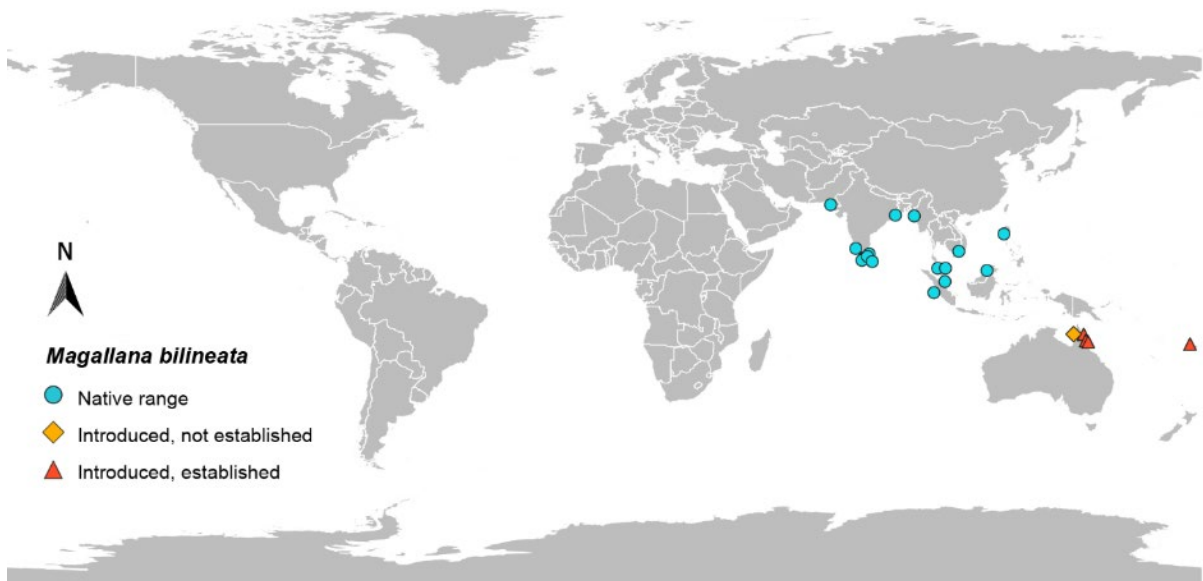 N
Magallana bilineata
Native range
Introduced, not established
Introduced, established